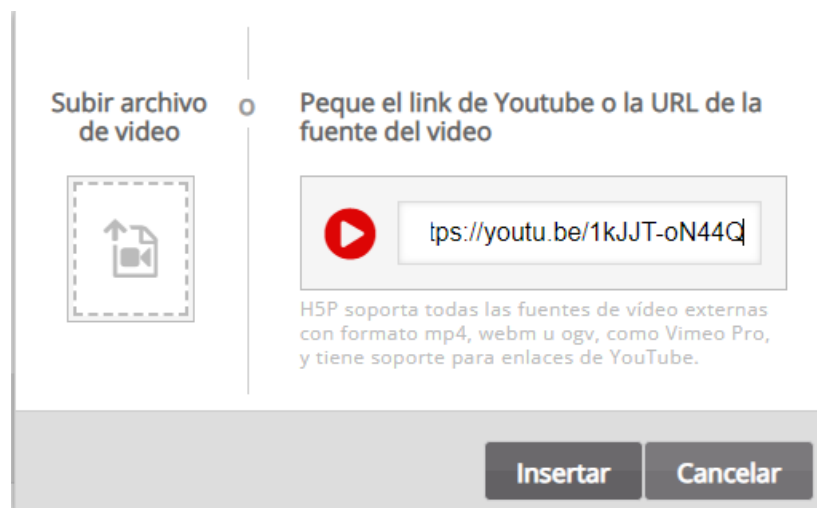 Subir archivo
de video
o
Peque el link de Youtube o la URL de la
fuente del video
tps://youtu.be/1kJJT-oN44Q
H5P soporta todas las fuentes de vídeo externas
con formato mp4, webm u ogv, como Vimeo Pro,
y tiene soporte para enlaces de YouTube.
Insertar
Cancelar